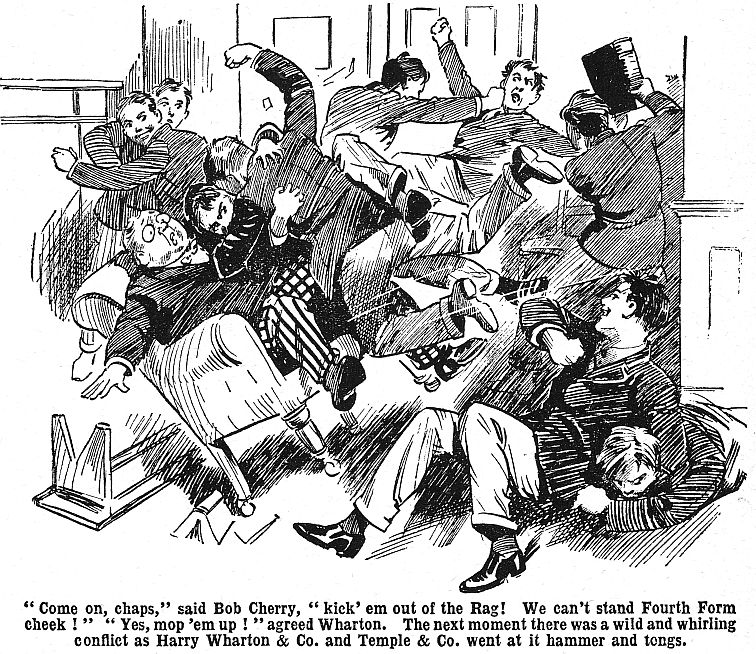 “ Come on, chaps,” said Bob Cherry, “ kick’ em out of the Rag! We can’t stand Fourth Form
cheek ! ” “ Yes, mop ’em up ! ” agreed Wharton. The next moment there was a wild and whirling
conflict as Harry Wharton & Co. and Temple & Co. went at it hammer and tongs.